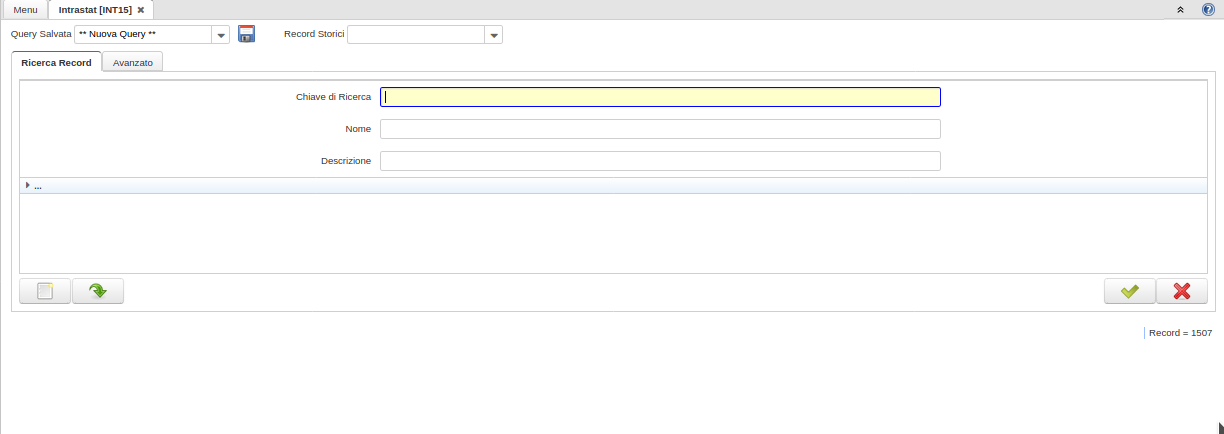 Menu
Intrastat [INT15]
Query Salvata ** Nuova Query **
Record Storici
Ricerca Record
Avanzato
Chiave di Ricerca
Nome
Descrizione
...
Record = 1507